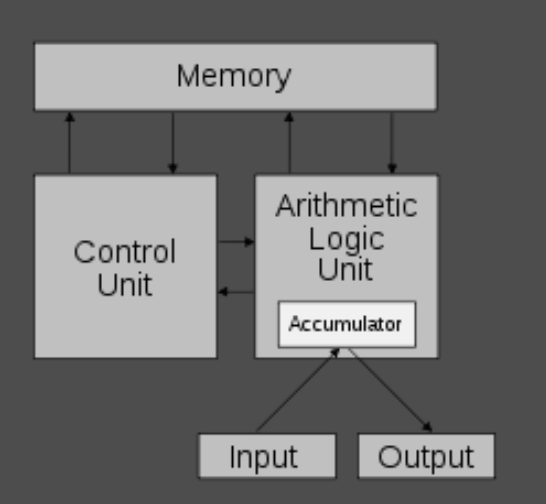 Memory
Control
Unit
Arithmetic
Logic
Unit
Accumulator
Input
Output